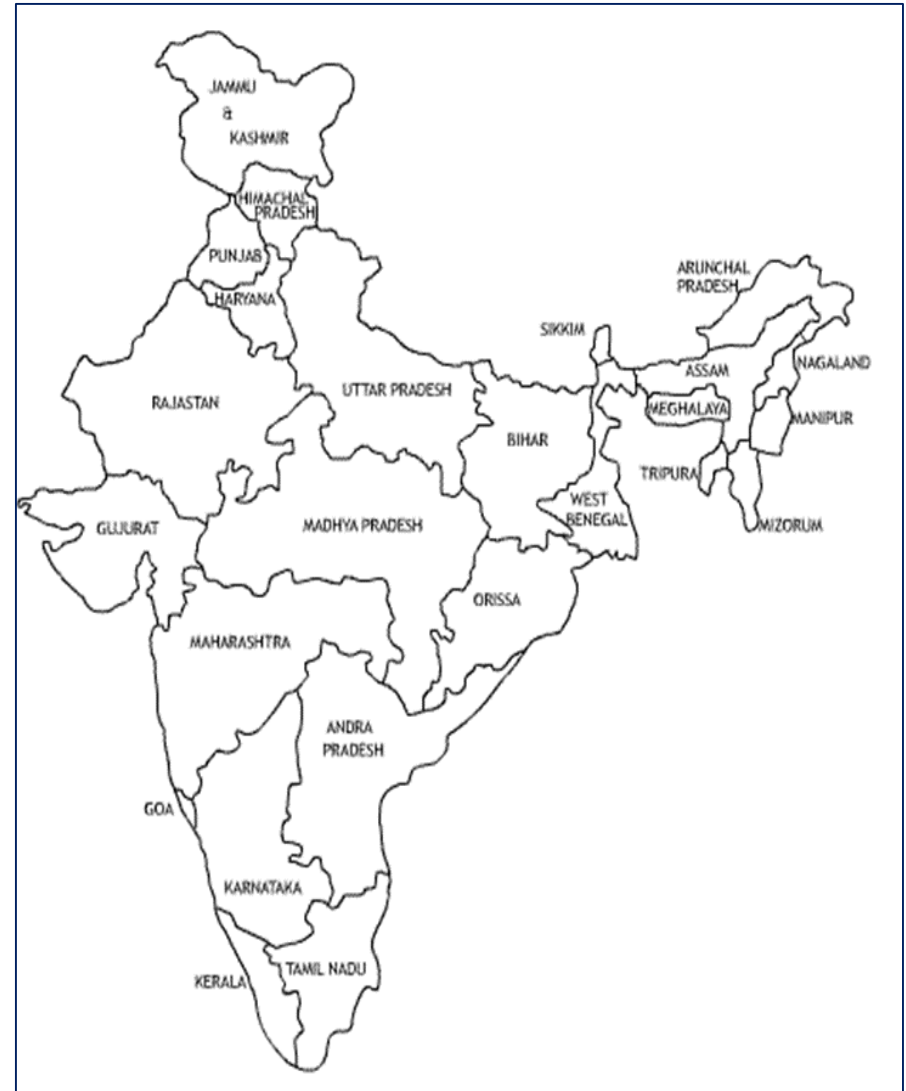 JAMMU
&
KASHMIR
HIMACHAL
PRADESH
PUNJAB
HARYANA
ARUNCHAL
PRADESH
SIKKIM
NAGALAND
ASSAM
RAJASTAN
UTTAR PRADESH
MEGHALAYA
MANIPUR
BIHAR
TRIPURA
WEST
BENEGAL
GUJURAT
MADHYA PRADESH
MIZORUM
ORISSA
MAHARASHTRA
ANDRA
PRADESH
GOA
KARNATAKA
TAMIL NADU
KERALA